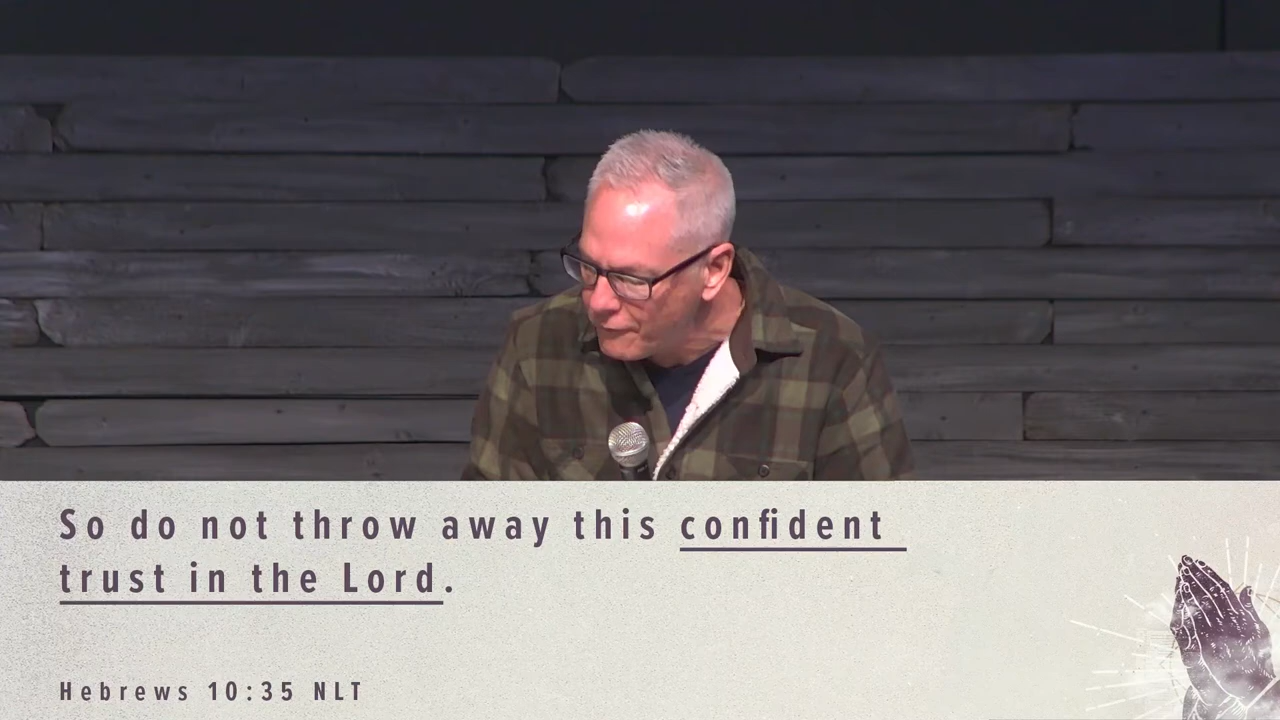 So do not throw away this confident
trust in the Lord.
Hebrews 10:35 NLT